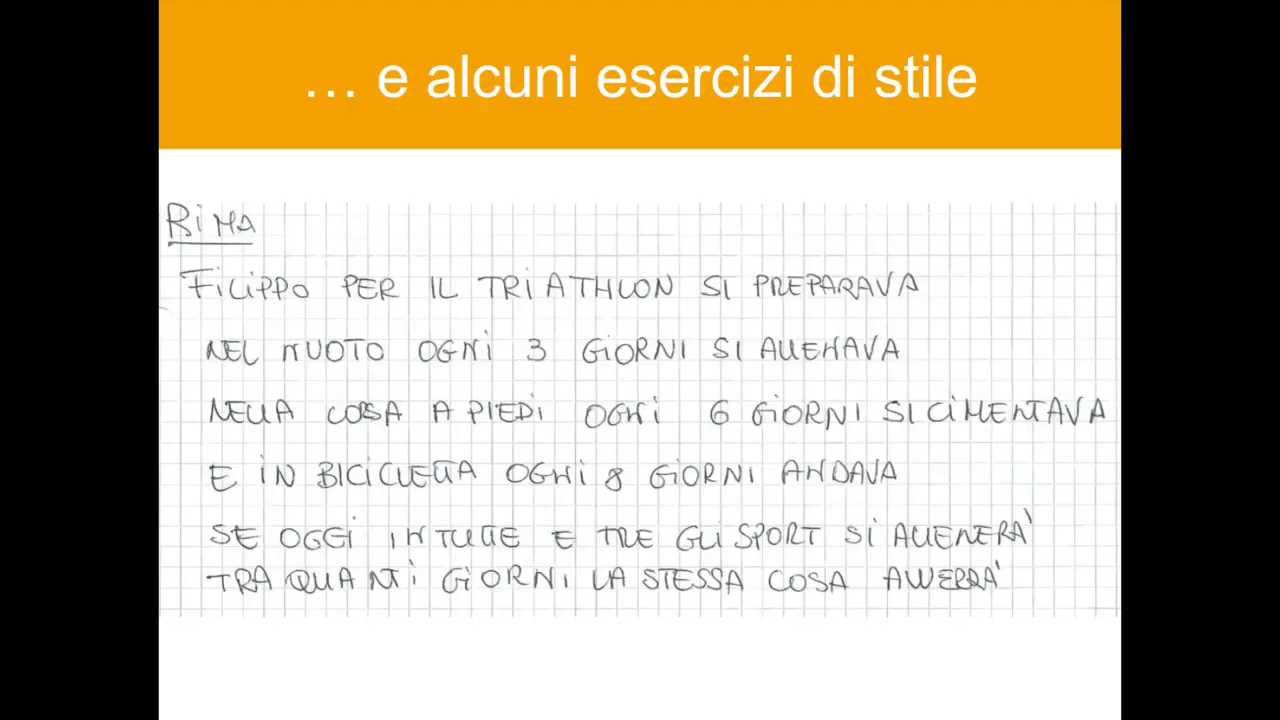 … e alcuni esercizi di stile
RIMA
FILIPPO PER IL TRIATHLON SI PREPARAVA
NEL NUOTO OGNI 3 GIORNI SI ALLENAVA
NELLA CORSA A PIEDI OGNI 6 GIORNI SI CIMENTAVA
E IN BICICLETTA OGNI 8 GIORNI ANDAVA
SE OGGI IN TUTTE E TRE GLI SPORT SI ALLENERÀ
TRA QUANTI GIORNI LA STESSA COSA AVVERRÀ